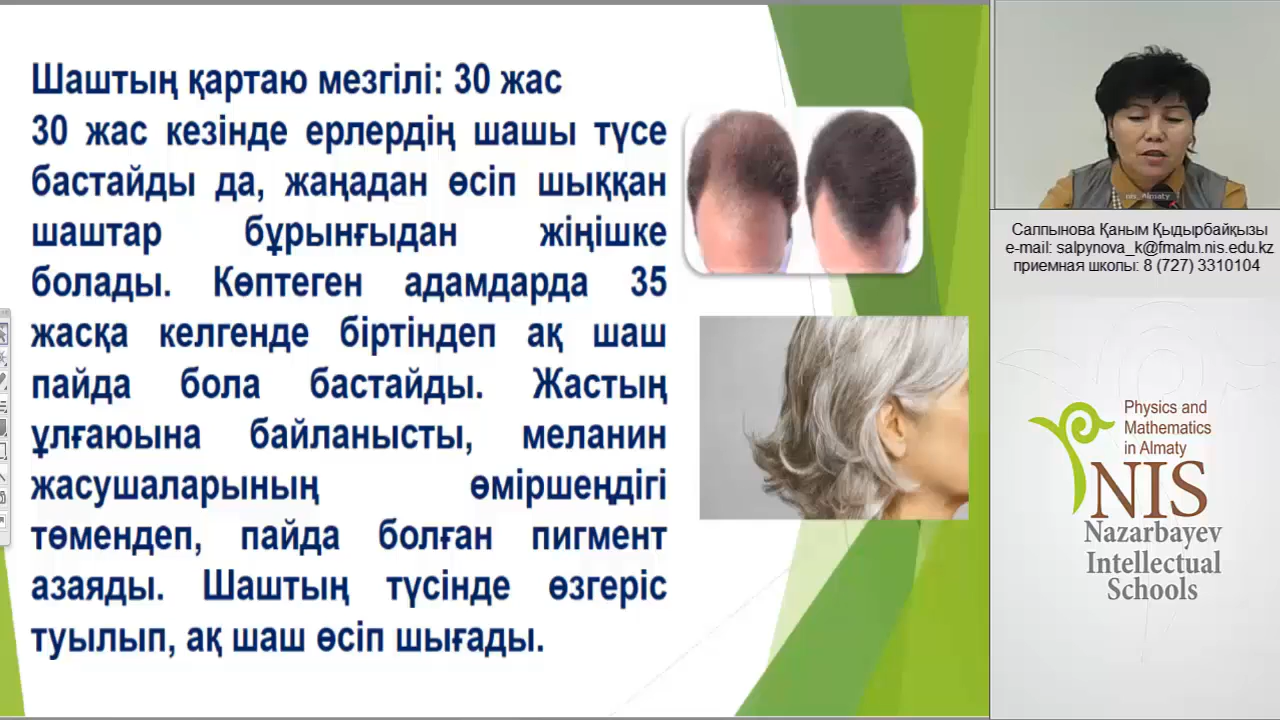 Шаштың қартаю мезгілі: 30 жас
30 жас кезінде ерлердің шашы түсе
бастайды да, жаңадан өсіп шыққан
шаштар бұрынғыдан жіңішке
болады. Көптеген адамдарда 35
жасқа келгенде біртіндеп ақ шаш
пайда бола бастайды. Жастың
ұлғаюына байланысты, меланин
жасушаларының өміршеңдігі
төмендеп, пайда болған пигмент
азаяды. Шаштың түсінде өзгеріс
туылып, ақ шаш өсіп шығады.
nis_Almaty
Салпынова Қаным Қыдырбайқызы
e-mail: salpynova_k@fmalm.nis.edu.kz
приемная школы: 8 (727) 3310104
Physics and
Mathematics
in Almaty
NIS
Nazarbayev
Intellectual
Schools